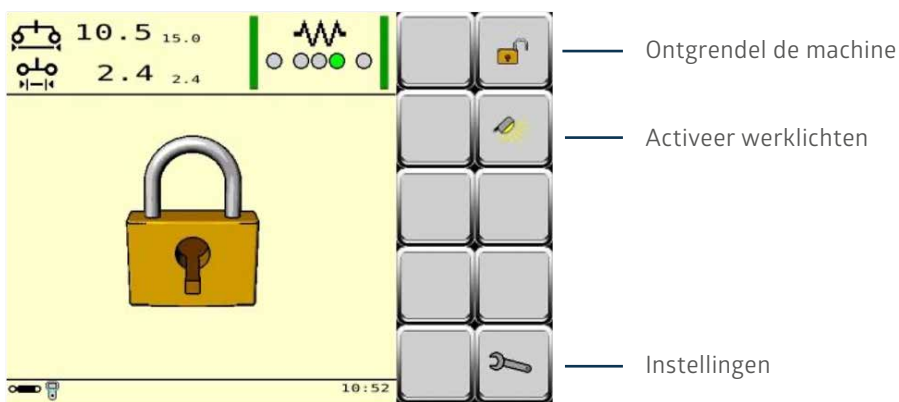 10.5 15.0
2.4 2.4
Ontgrendel de machine
Activeer werklichten
Instellingen
10:52